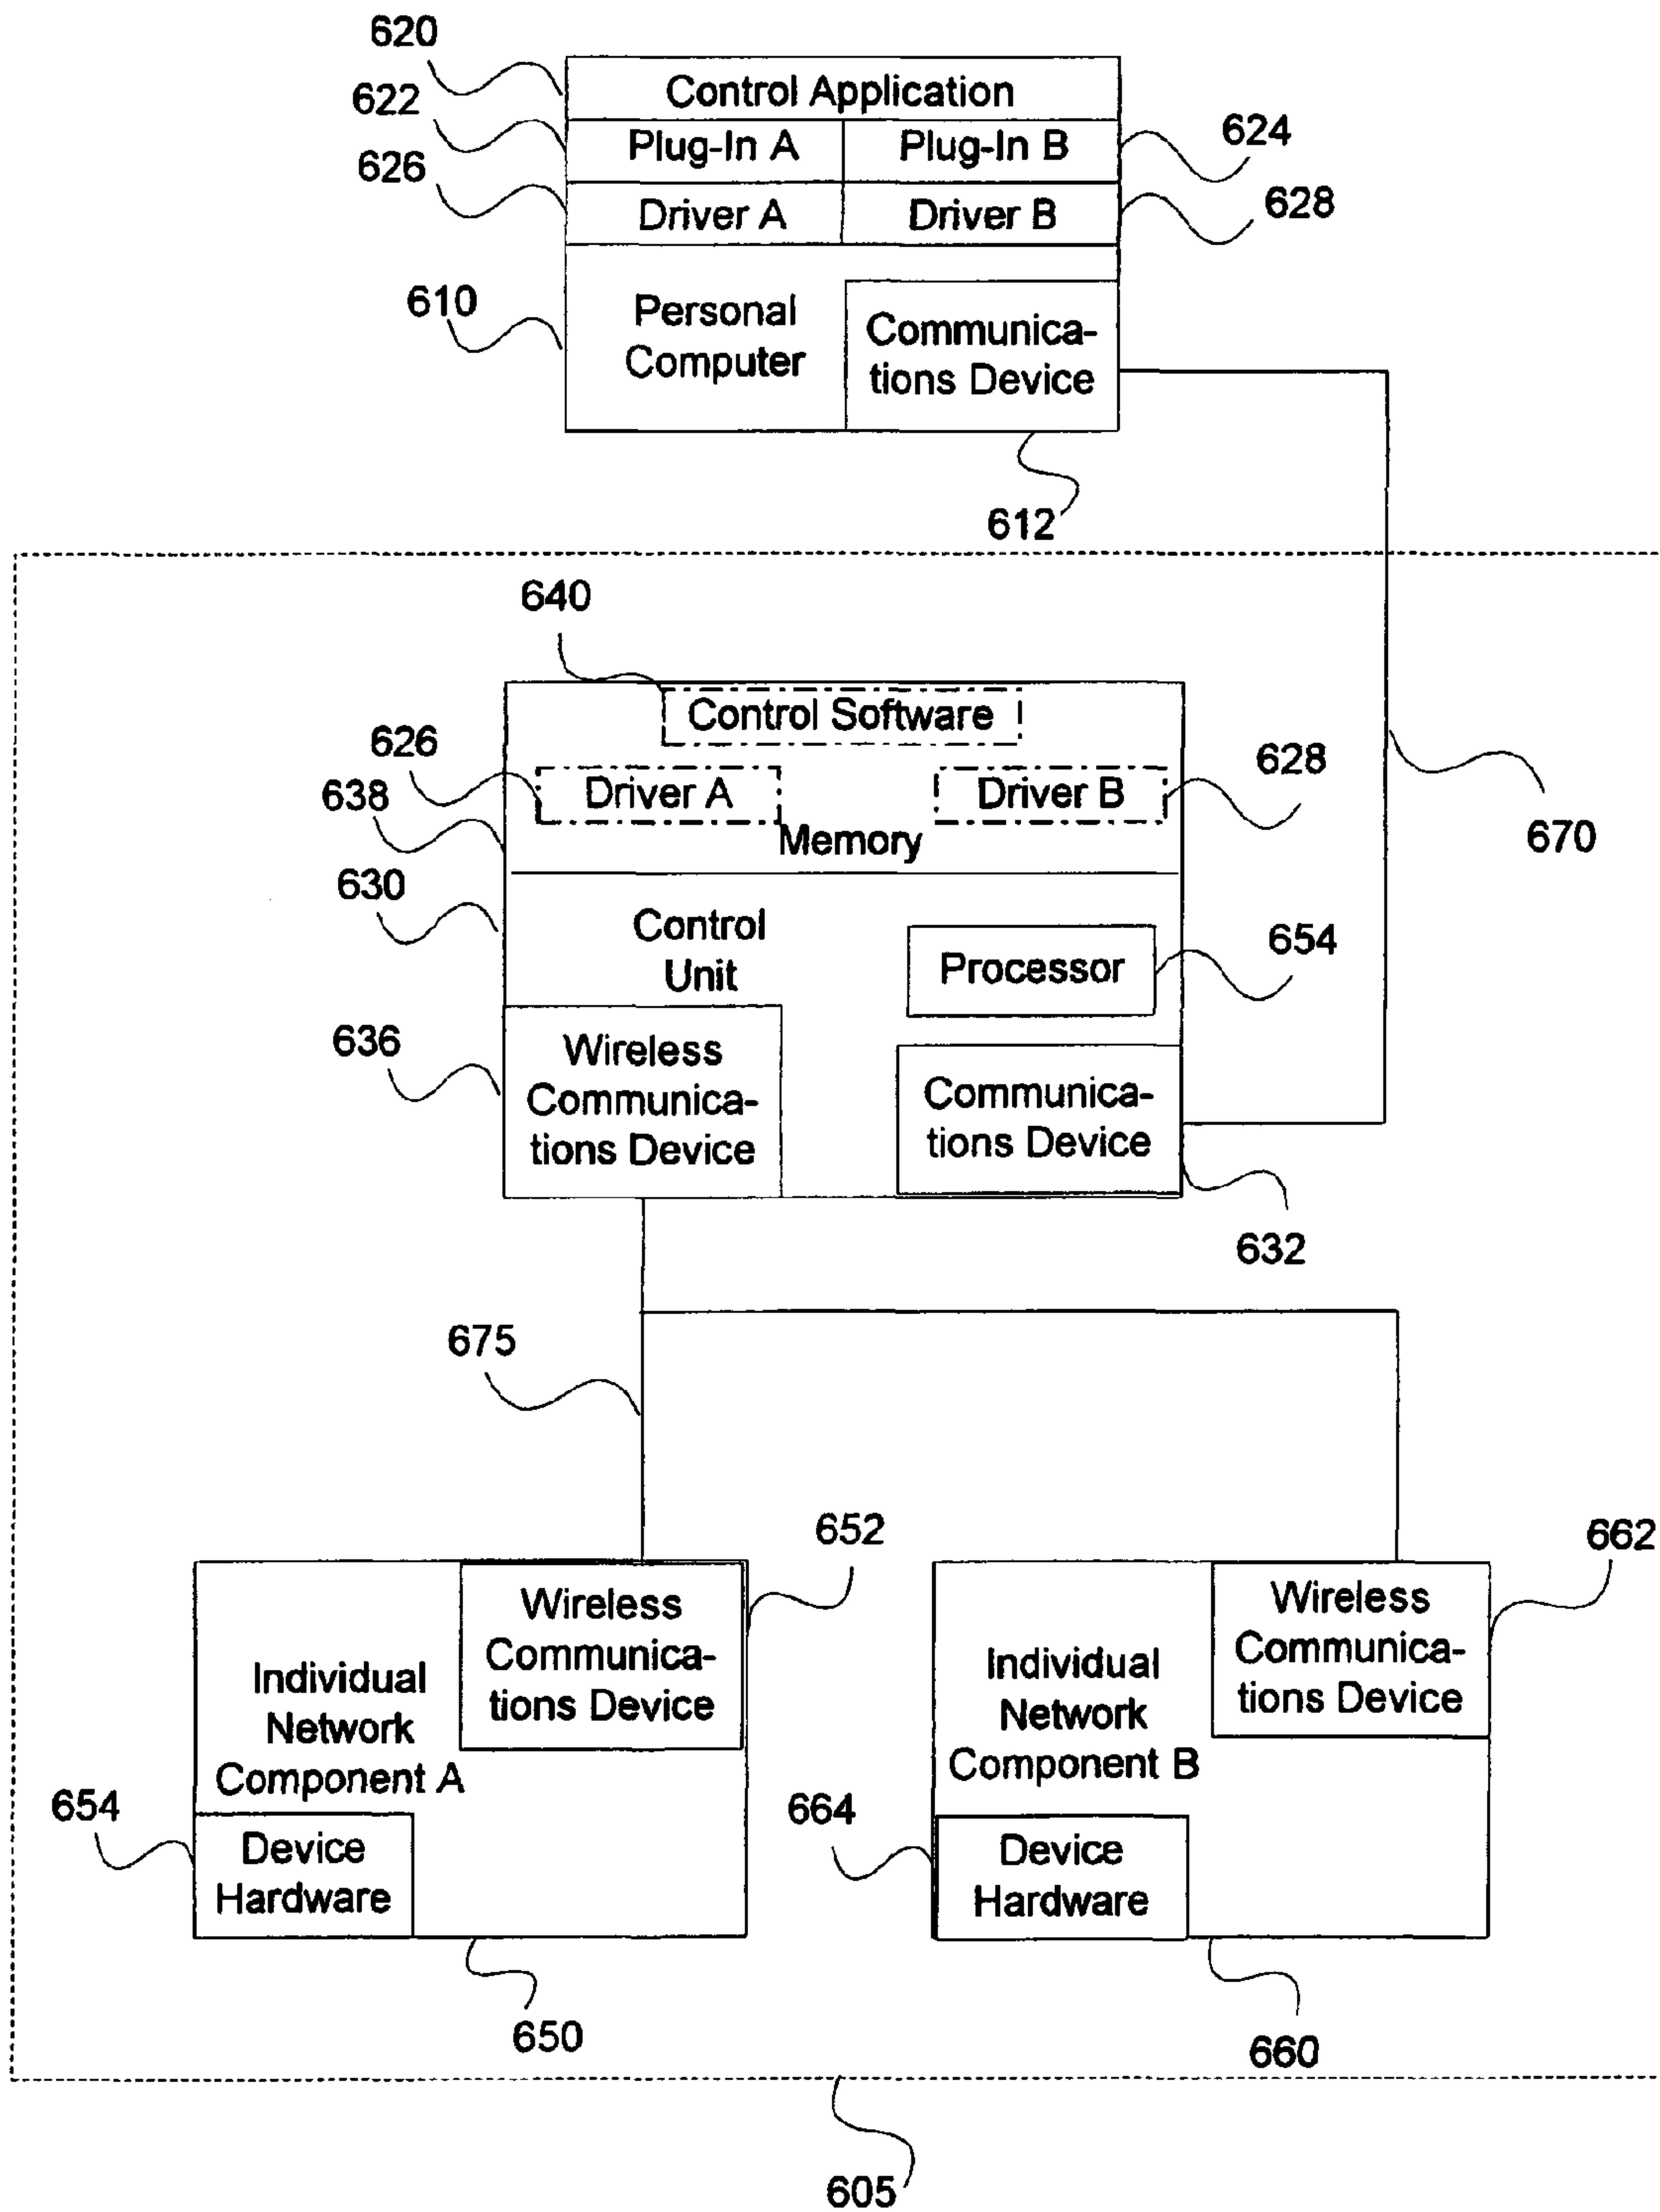 620
Control Application
622
Plug-In A
Plug-In B
624
626
Driver A
Driver B
628
610
Personal
Computer
Communica-
tions Device
612
640
Control Software
626
Driver A
Driver B
628
638
Memory
670
630
Control
Unit
Processor
654
636
Wireless
Communica-
tions Device
Communica-
tions Device
632
675
652
662
Wireless
Communica-
tions Device
Individual
Network
Component A
Wireless
Communica-
tions Device
Individual
Network
Component B
654
Device
Hardware
664
Device
Hardware
650
660
605